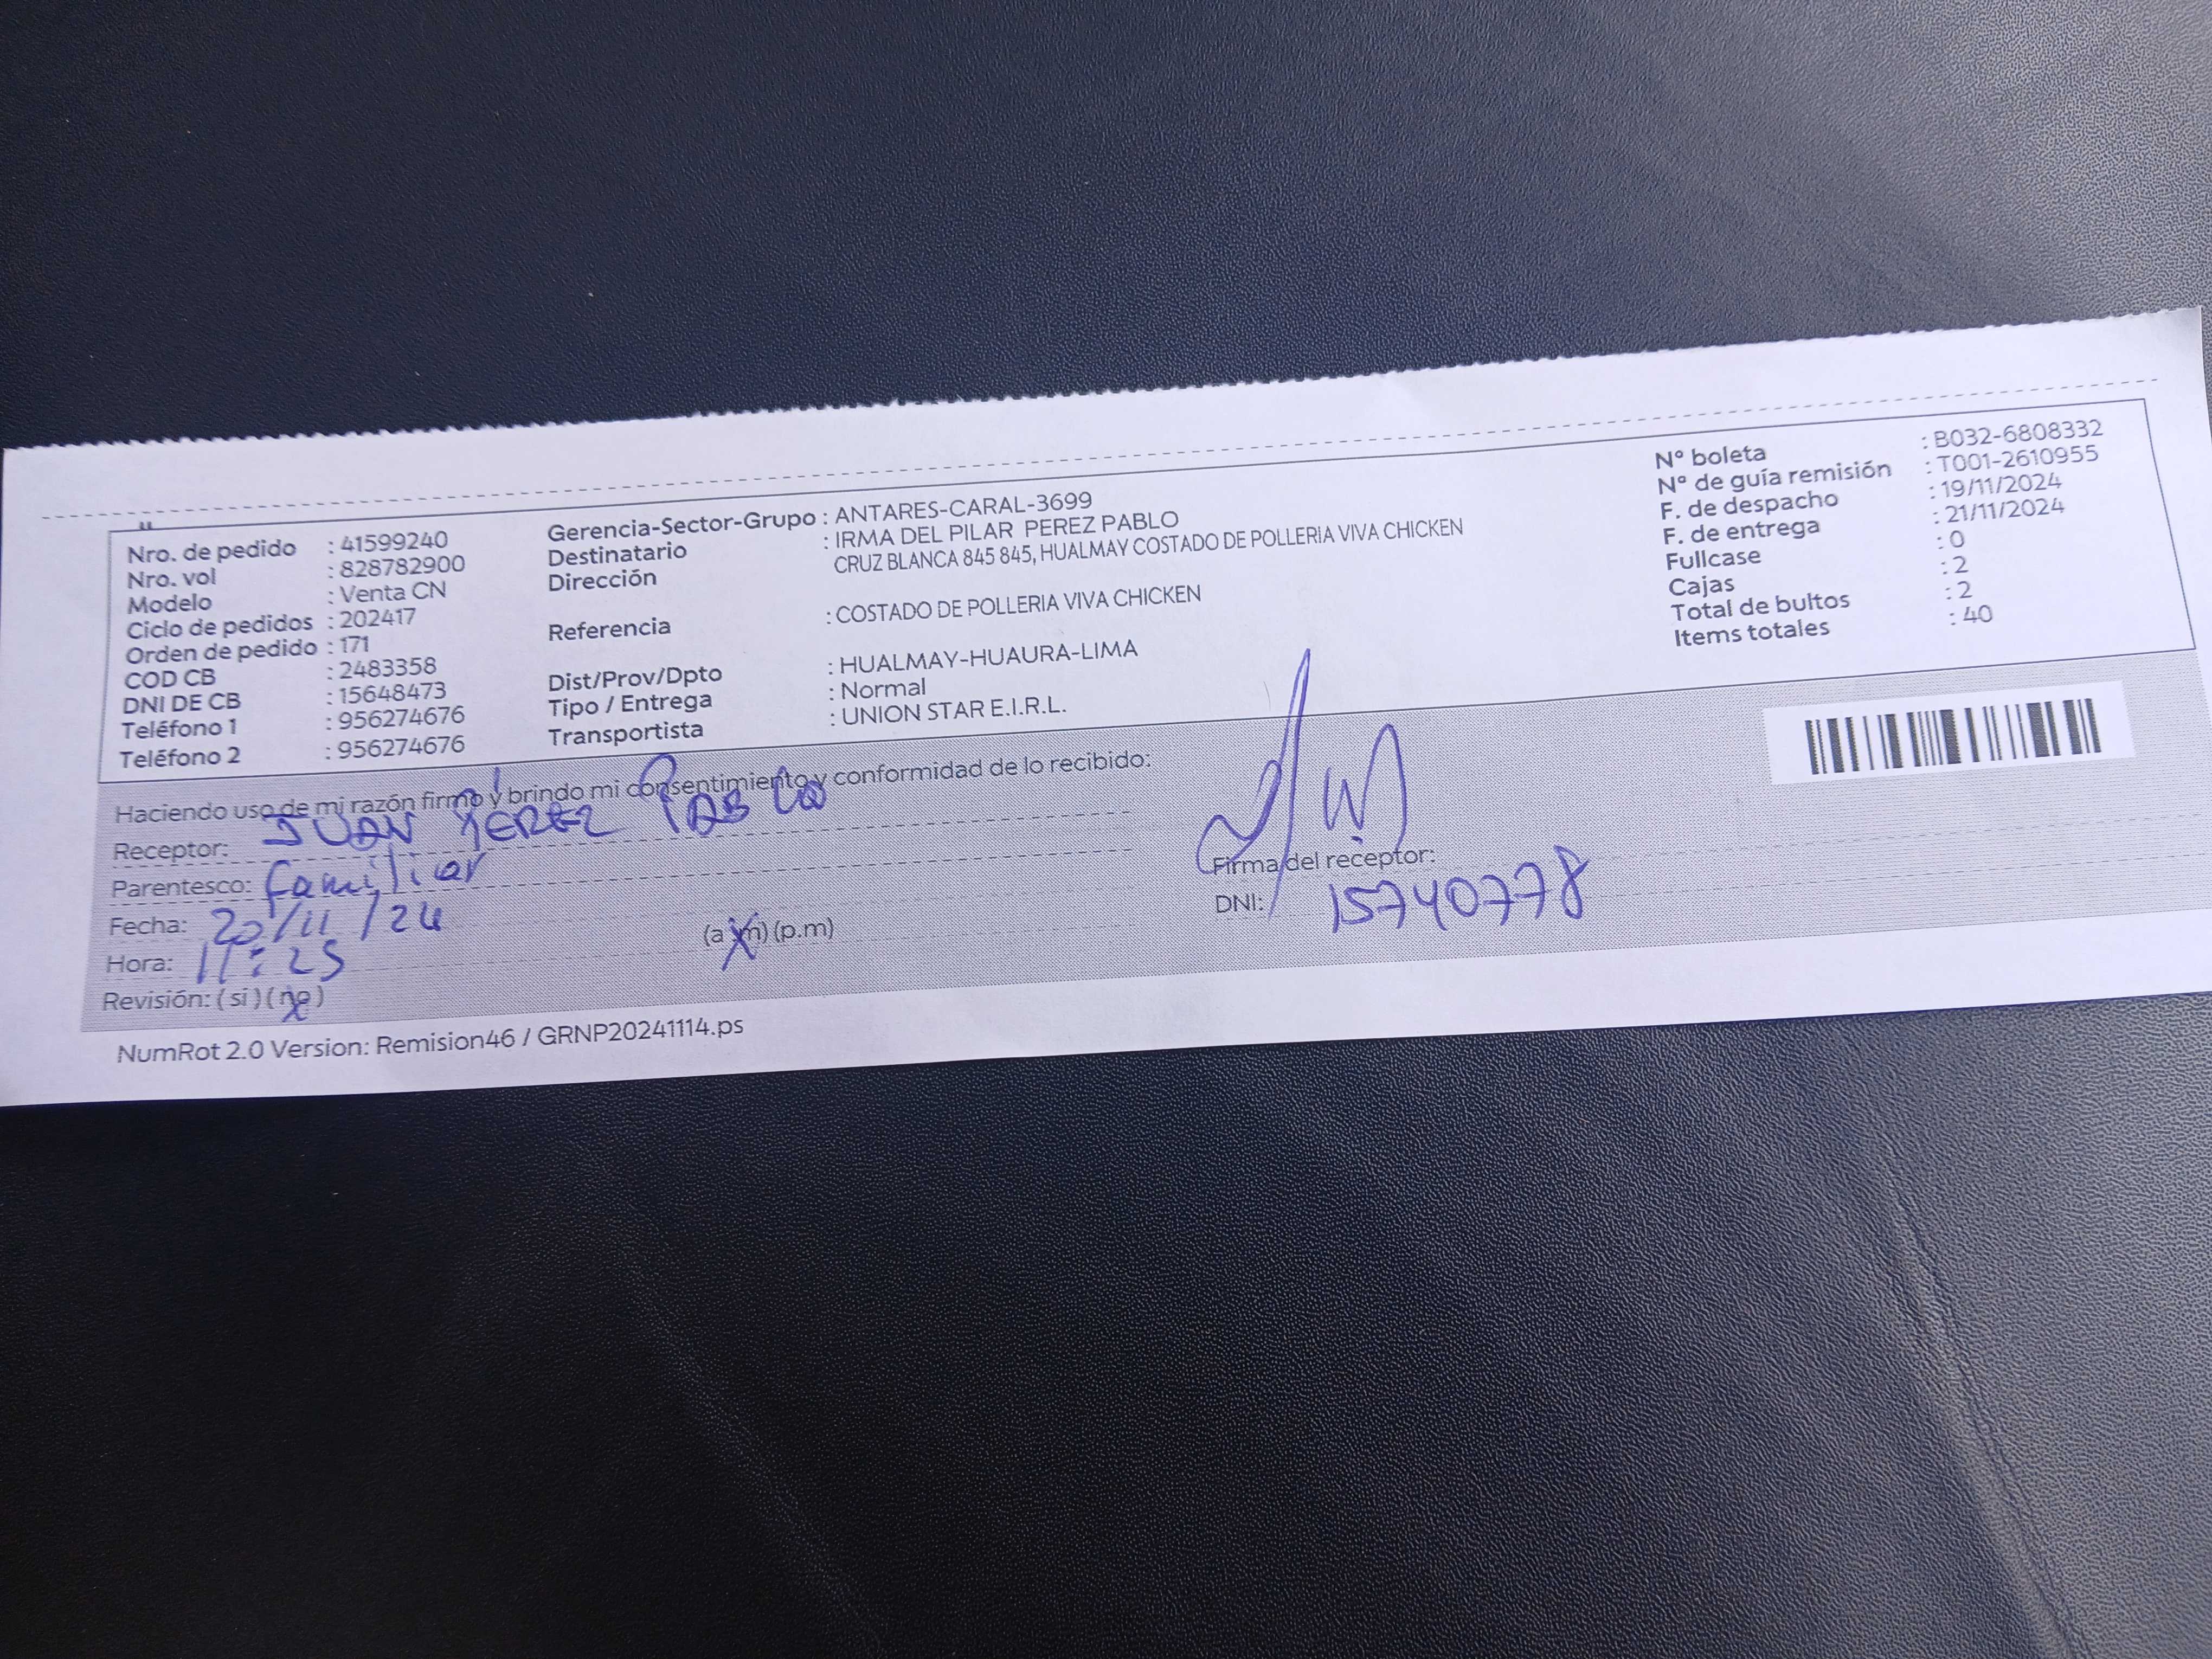 Nro. de pedido : 41599240
Nro. vol : 828782900
Modelo : Venta CN
Ciclo de pedidos : 202417
Orden de pedido : 171
COD CB : 2483358
DNI DE CB : 15648473
Teléfono 1 : 956274676
Teléfono 2 : 956274676
Gerencia-Sector-Grupo : ANTARES-CARAL-3699
Destinatario : IRMA DEL PILAR PEREZ PABLO
Dirección CRUZ BLANCA 845 845, HUALMAY COSTADO DE POLLERIA VIVA CHICKEN
Referencia : COSTADO DE POLLERIA VIVA CHICKEN
Dist/Prov/Dpto : HUALMAY-HUAURA-LIMA
Tipo / Entrega : Normal
Transportista : UNION STAR E.I.R.L.
N° boleta : B032-6808332
N° de guía remisión : T001-2610955
F. de despacho : 19/11/2024
F. de entrega : 21/11/2024
Fullcase : 0
Cajas : 2
Total de bultos : 2
Items totales : 40
Haciendo uso de mi razón firmo y brindo mi consentimiento y conformidad de lo recibido:
Receptor: JUAN PEREZ PABLO
Parentesco: familiar
Fecha: 20/11/24
Hora: 11:25 (a.m) (p.m)
Revisión: (si) (no)
Firma del receptor:
DNI: 15740778
NumRot 2.0 Version: Remision46 / GRNP20241114.ps